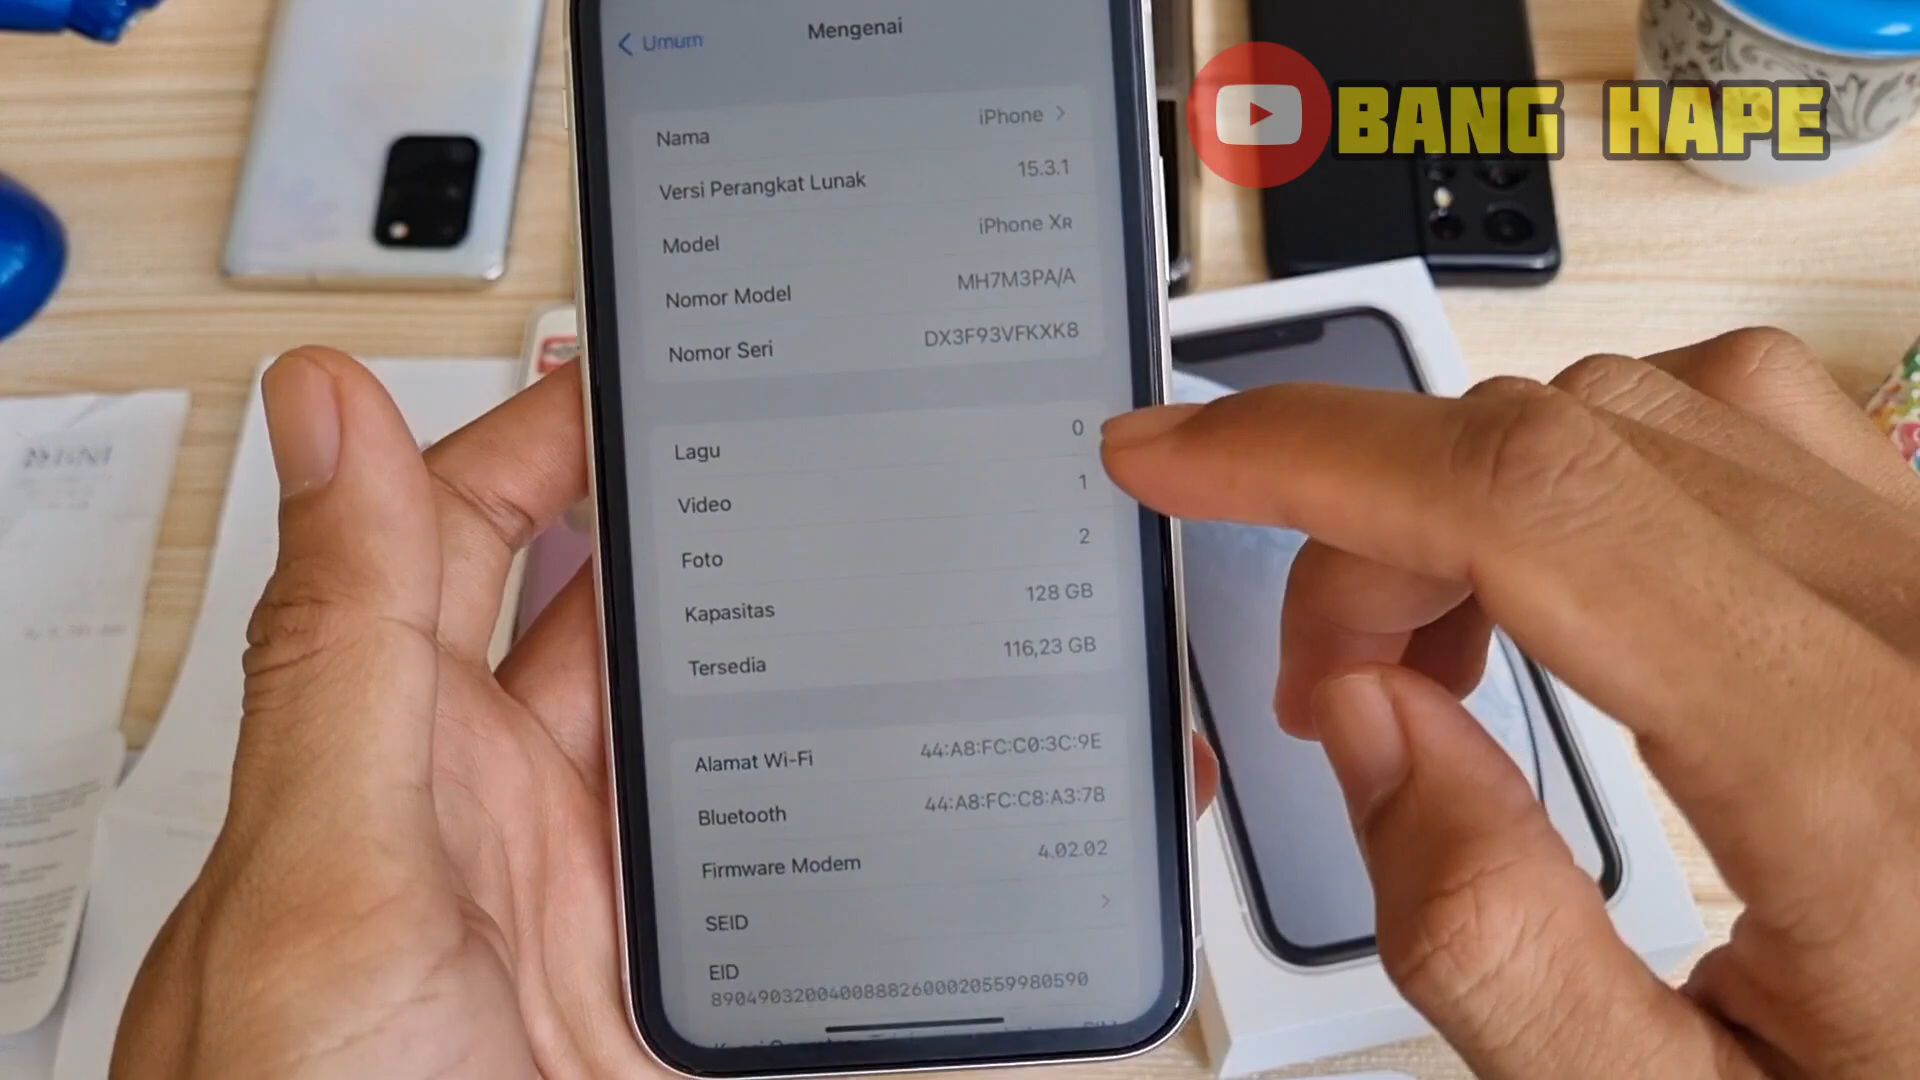 BANG HAPE
Umum
Mengenai
Nama
iPhone
Versi Perangkat Lunak
15.3.1
Model
iPhone XR
Nomor Model
MH7M3PA/A
Nomor Seri
DX3F93VFKXK8
Lagu
0
Video
1
Foto
2
Kapasitas
128 GB
Tersedia
116,23 GB
Alamat Wi-Fi
44:A8:FC:C0:3C:9E
Bluetooth
44:A8:FC:C8:A3:78
Firmware Modem
4.02.02
SEID
EID
89049032004008882600020559980590